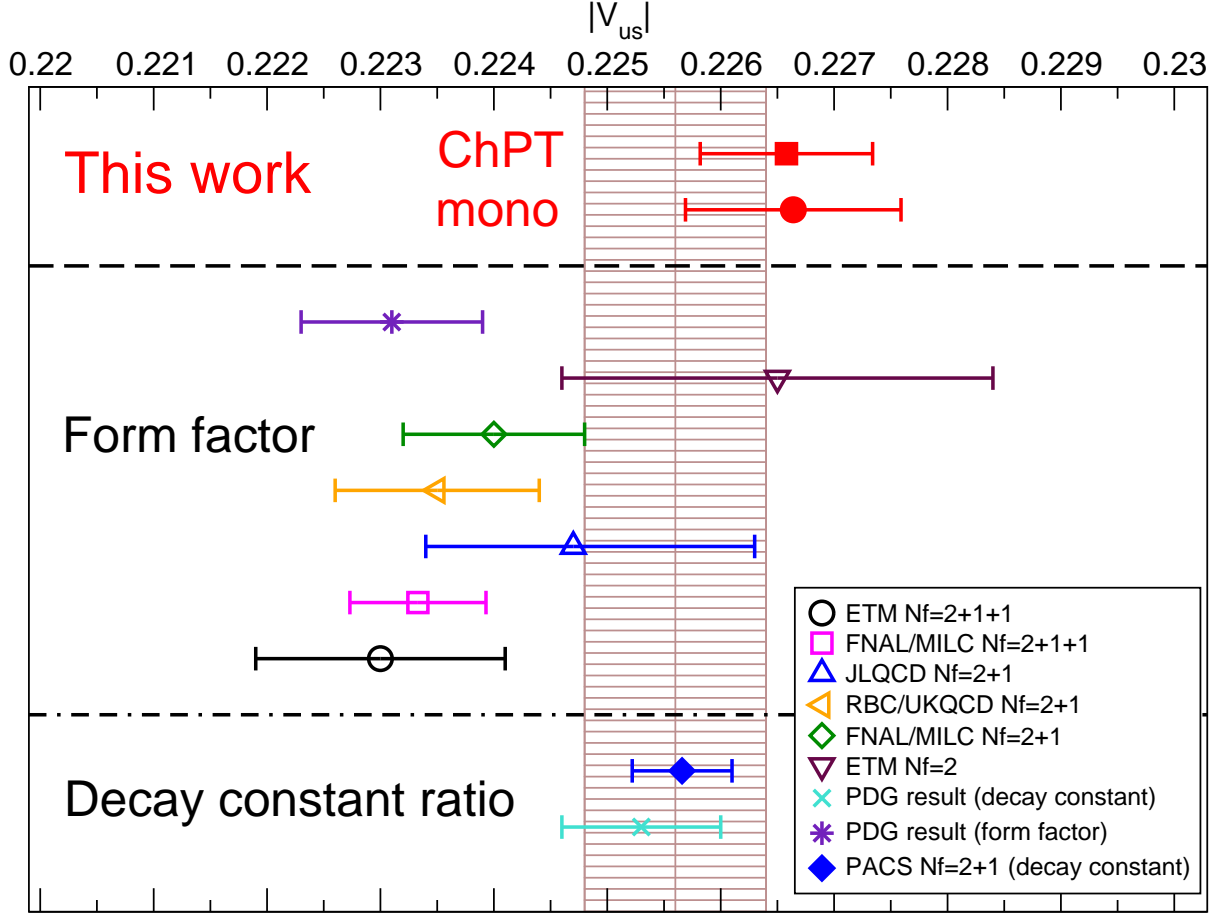 |Vus|
0.22 0.221 0.222 0.223 0.224 0.225 0.226 0.227 0.228 0.229 0.23
This work
ChPT
mono
Form factor
Decay constant ratio
ETM Nf=2+1+1
FNAL/MILC Nf=2+1+1
JLQCD Nf=2+1
RBC/UKQCD Nf=2+1
FNAL/MILC Nf=2+1
ETM Nf=2
PDG result (decay constant)
PDG result (form factor)
PACS Nf=2+1 (decay constant)